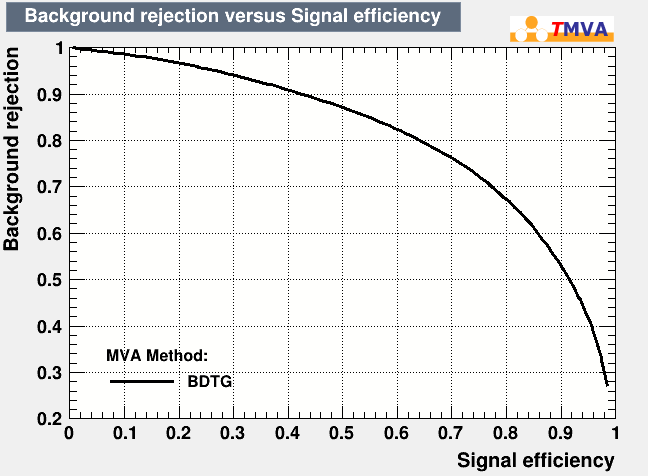 Background rejection versus Signal efficiency
TMVA
Background rejection
1
0.9
0.8
0.7
0.6
0.5
0.4
0.3
0.2
MVA Method:
BDTG
0 0.1 0.2 0.3 0.4 0.5 0.6 0.7 0.8 0.9 1
Signal efficiency